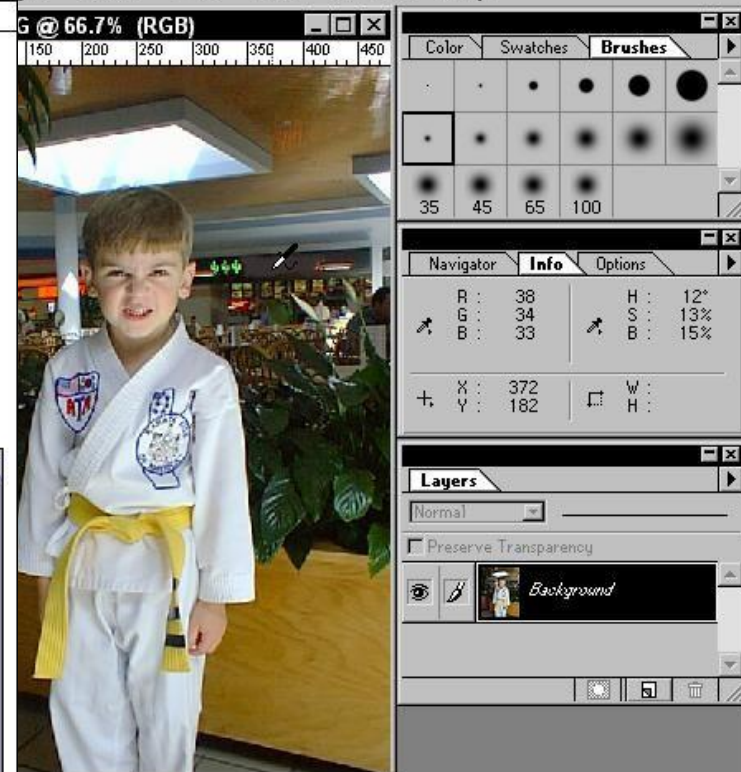 G @ 66.7% (RGB)
150 200 250 300 350 400 450
ATA
Color Swatches Brushes
35 45 65 100
Navigator Info Options
R : 38 H : 12°
G : 34 S : 13%
B : 33 B : 15%
X : 372 W :
Y : 182 H :
Layers
Normal
Preserve Transparency
Background